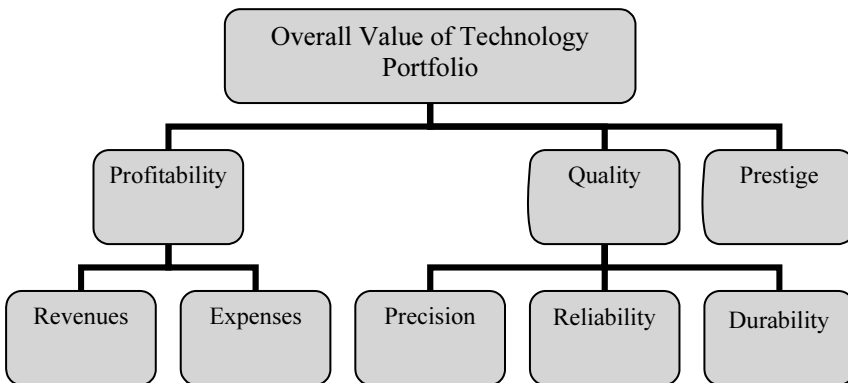 Overall Value of Technology
Portfolio
Profitability
Quality
Prestige
Revenues
Expenses
Precision
Reliability
Durability